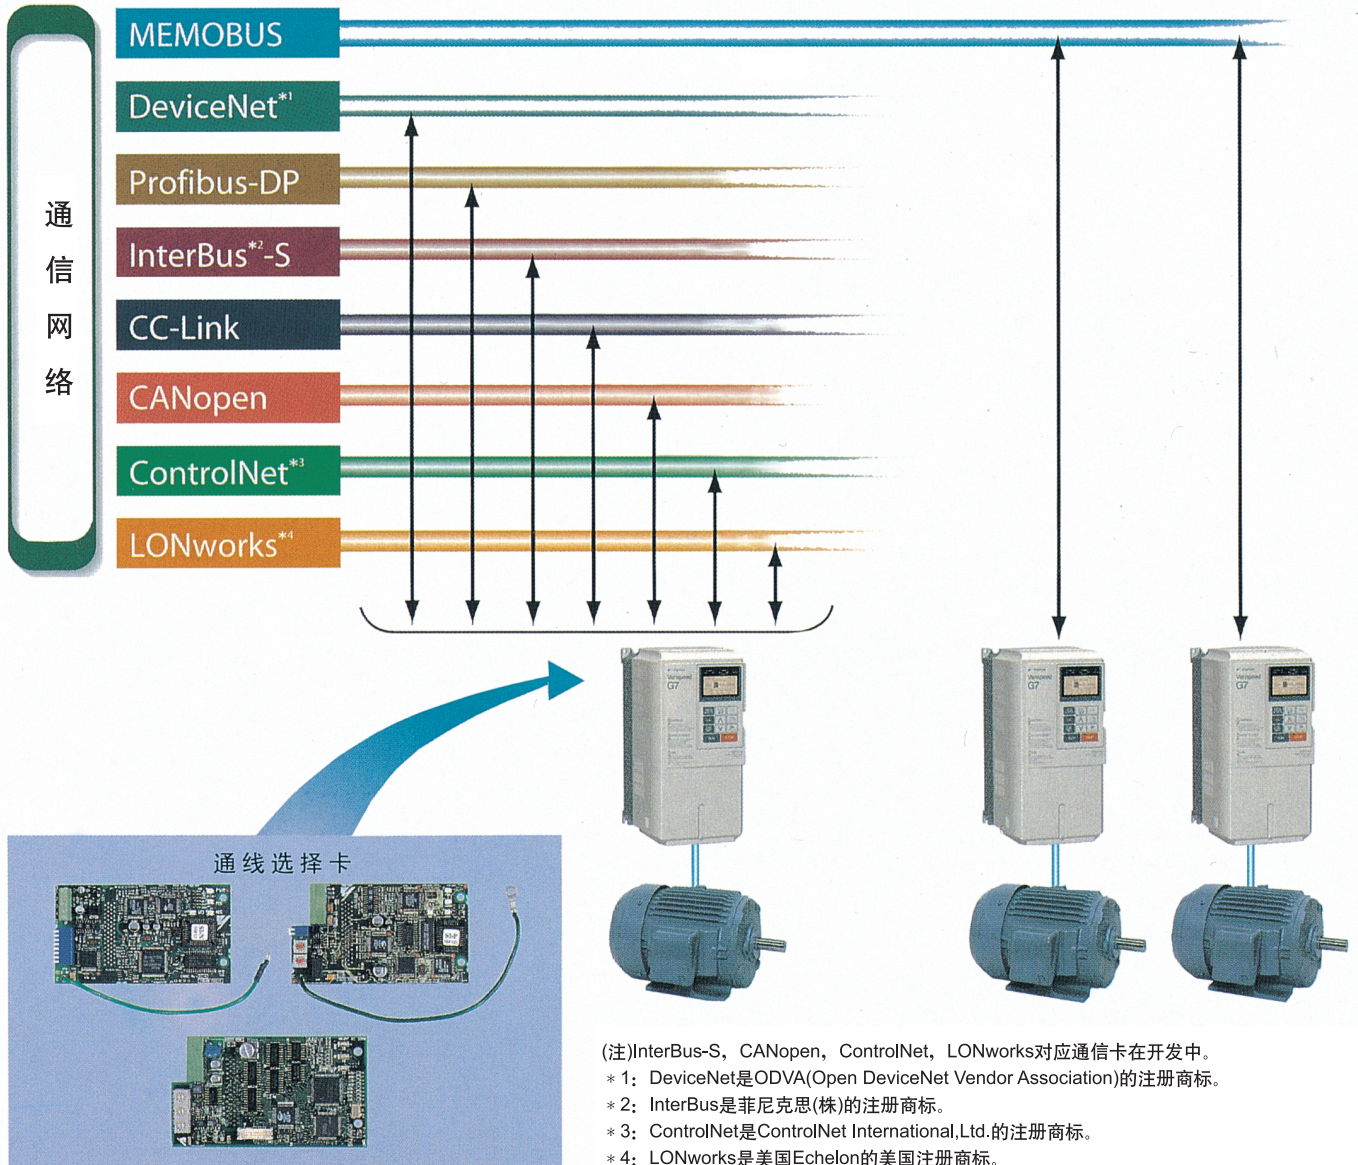 通信网络
MEMOBUS
DeviceNet*1
Profibus-DP
InterBus*2-S
CC-Link
CANopen
ControlNet*3
LONworks*4
Varispeed
G7
Varispeed
G7
Varispeed
G7
通线选择卡
(注)InterBus-S，CANopen，ControlNet，LONworks对应通信卡在开发中。
＊1：DeviceNet是ODVA(Open DeviceNet Vendor Association)的注册商标。
＊2：InterBus是菲尼克思(株)的注册商标。
＊3：ControlNet是ControlNet International,Ltd.的注册商标。
＊4：LONworks是美国Echelon的美国注册商标。